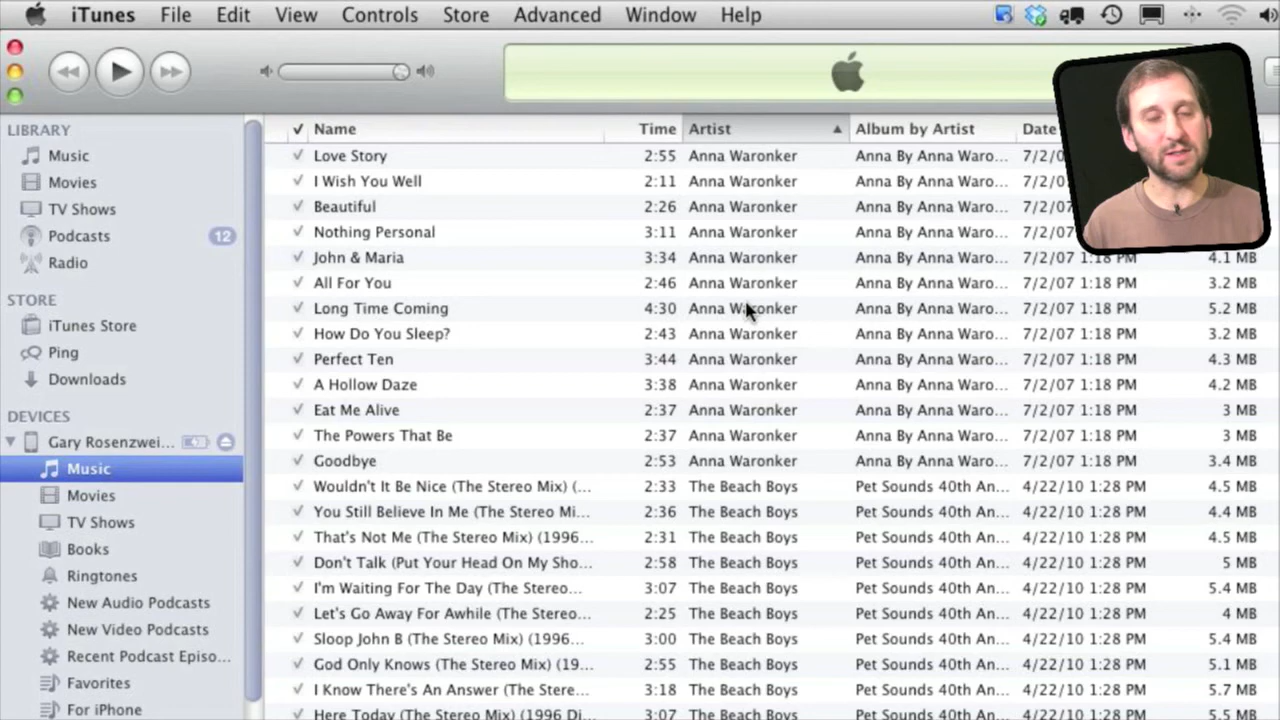 iTunes File Edit View Controls Store Advanced Window Help
LIBRARY
Music
Movies
TV Shows
Podcasts 12
Radio
STORE
iTunes Store
Ping
Downloads
DEVICES
Gary Rosenzwei...
Music
Movies
TV Shows
Books
Ringtones
New Audio Podcasts
New Video Podcasts
Recent Podcast Episo...
Favorites
For iPhone
✓ Name Time Artist Album by Artist Date
✓ Love Story 2:55 Anna Waronker Anna By Anna Waro... 7/2/0
✓ I Wish You Well 2:11 Anna Waronker Anna By Anna Waro... 7/2/0
✓ Beautiful 2:26 Anna Waronker Anna By Anna Waro... 7/2/0
✓ Nothing Personal 3:11 Anna Waronker Anna By Anna Waro... 7/2/0
✓ John & Maria 3:34 Anna Waronker Anna By Anna Waro... 7/2/07 1:18 PM 4.1 MB
✓ All For You 2:46 Anna Waronker Anna By Anna Waro... 7/2/07 1:18 PM 3.2 MB
✓ Long Time Coming 4:30 Anna Waronker Anna By Anna Waro... 7/2/07 1:18 PM 5.2 MB
✓ How Do You Sleep? 2:43 Anna Waronker Anna By Anna Waro... 7/2/07 1:18 PM 3.2 MB
✓ Perfect Ten 3:44 Anna Waronker Anna By Anna Waro... 7/2/07 1:18 PM 4.3 MB
✓ A Hollow Daze 3:38 Anna Waronker Anna By Anna Waro... 7/2/07 1:18 PM 4.2 MB
✓ Eat Me Alive 2:37 Anna Waronker Anna By Anna Waro... 7/2/07 1:18 PM 3 MB
✓ The Powers That Be 2:37 Anna Waronker Anna By Anna Waro... 7/2/07 1:18 PM 3 MB
✓ Goodbye 2:53 Anna Waronker Anna By Anna Waro... 7/2/07 1:18 PM 3.4 MB
✓ Wouldn't It Be Nice (The Stereo Mix) (... 2:33 The Beach Boys Pet Sounds 40th An... 4/22/10 1:28 PM 4.5 MB
✓ You Still Believe In Me (The Stereo Mi... 2:36 The Beach Boys Pet Sounds 40th An... 4/22/10 1:28 PM 4.4 MB
✓ That's Not Me (The Stereo Mix) (1996... 2:31 The Beach Boys Pet Sounds 40th An... 4/22/10 1:28 PM 4.5 MB
✓ Don't Talk (Put Your Head On My Sho... 2:58 The Beach Boys Pet Sounds 40th An... 4/22/10 1:28 PM 5 MB
✓ I'm Waiting For The Day (The Stereo... 3:07 The Beach Boys Pet Sounds 40th An... 4/22/10 1:28 PM 5.4 MB
✓ Let's Go Away For Awhile (The Stereo... 2:25 The Beach Boys Pet Sounds 40th An... 4/22/10 1:28 PM 4 MB
✓ Sloop John B (The Stereo Mix) (1996... 3:00 The Beach Boys Pet Sounds 40th An... 4/22/10 1:28 PM 5.4 MB
✓ God Only Knows (The Stereo Mix) (19... 2:55 The Beach Boys Pet Sounds 40th An... 4/22/10 1:28 PM 5.1 MB
✓ I Know There's An Answer (The Stere... 3:18 The Beach Boys Pet Sounds 40th An... 4/22/10 1:28 PM 5.7 MB
✓ Here Today (The Stereo Mix) (1996 Di... 3:07 The Beach Boys Pet Sounds 40th An... 4/22/10 1:28 PM 5.5 MB